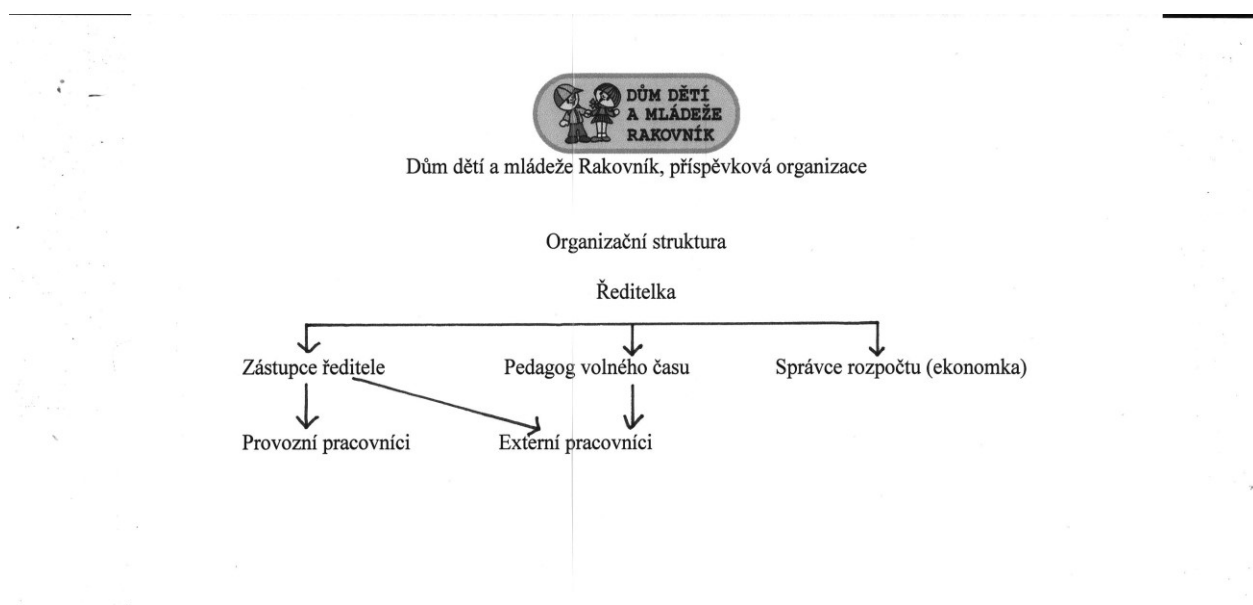 DŮM DĚTÍ
A MLÁDEŽE
RAKOVNÍK
Dům dětí a mládeže Rakovník, příspěvková organizace
Organizační struktura
Ředitelka
Zástupce ředitele Pedagog volného času Správce rozpočtu (ekonomka)
Provozní pracovníci Externí pracovníci